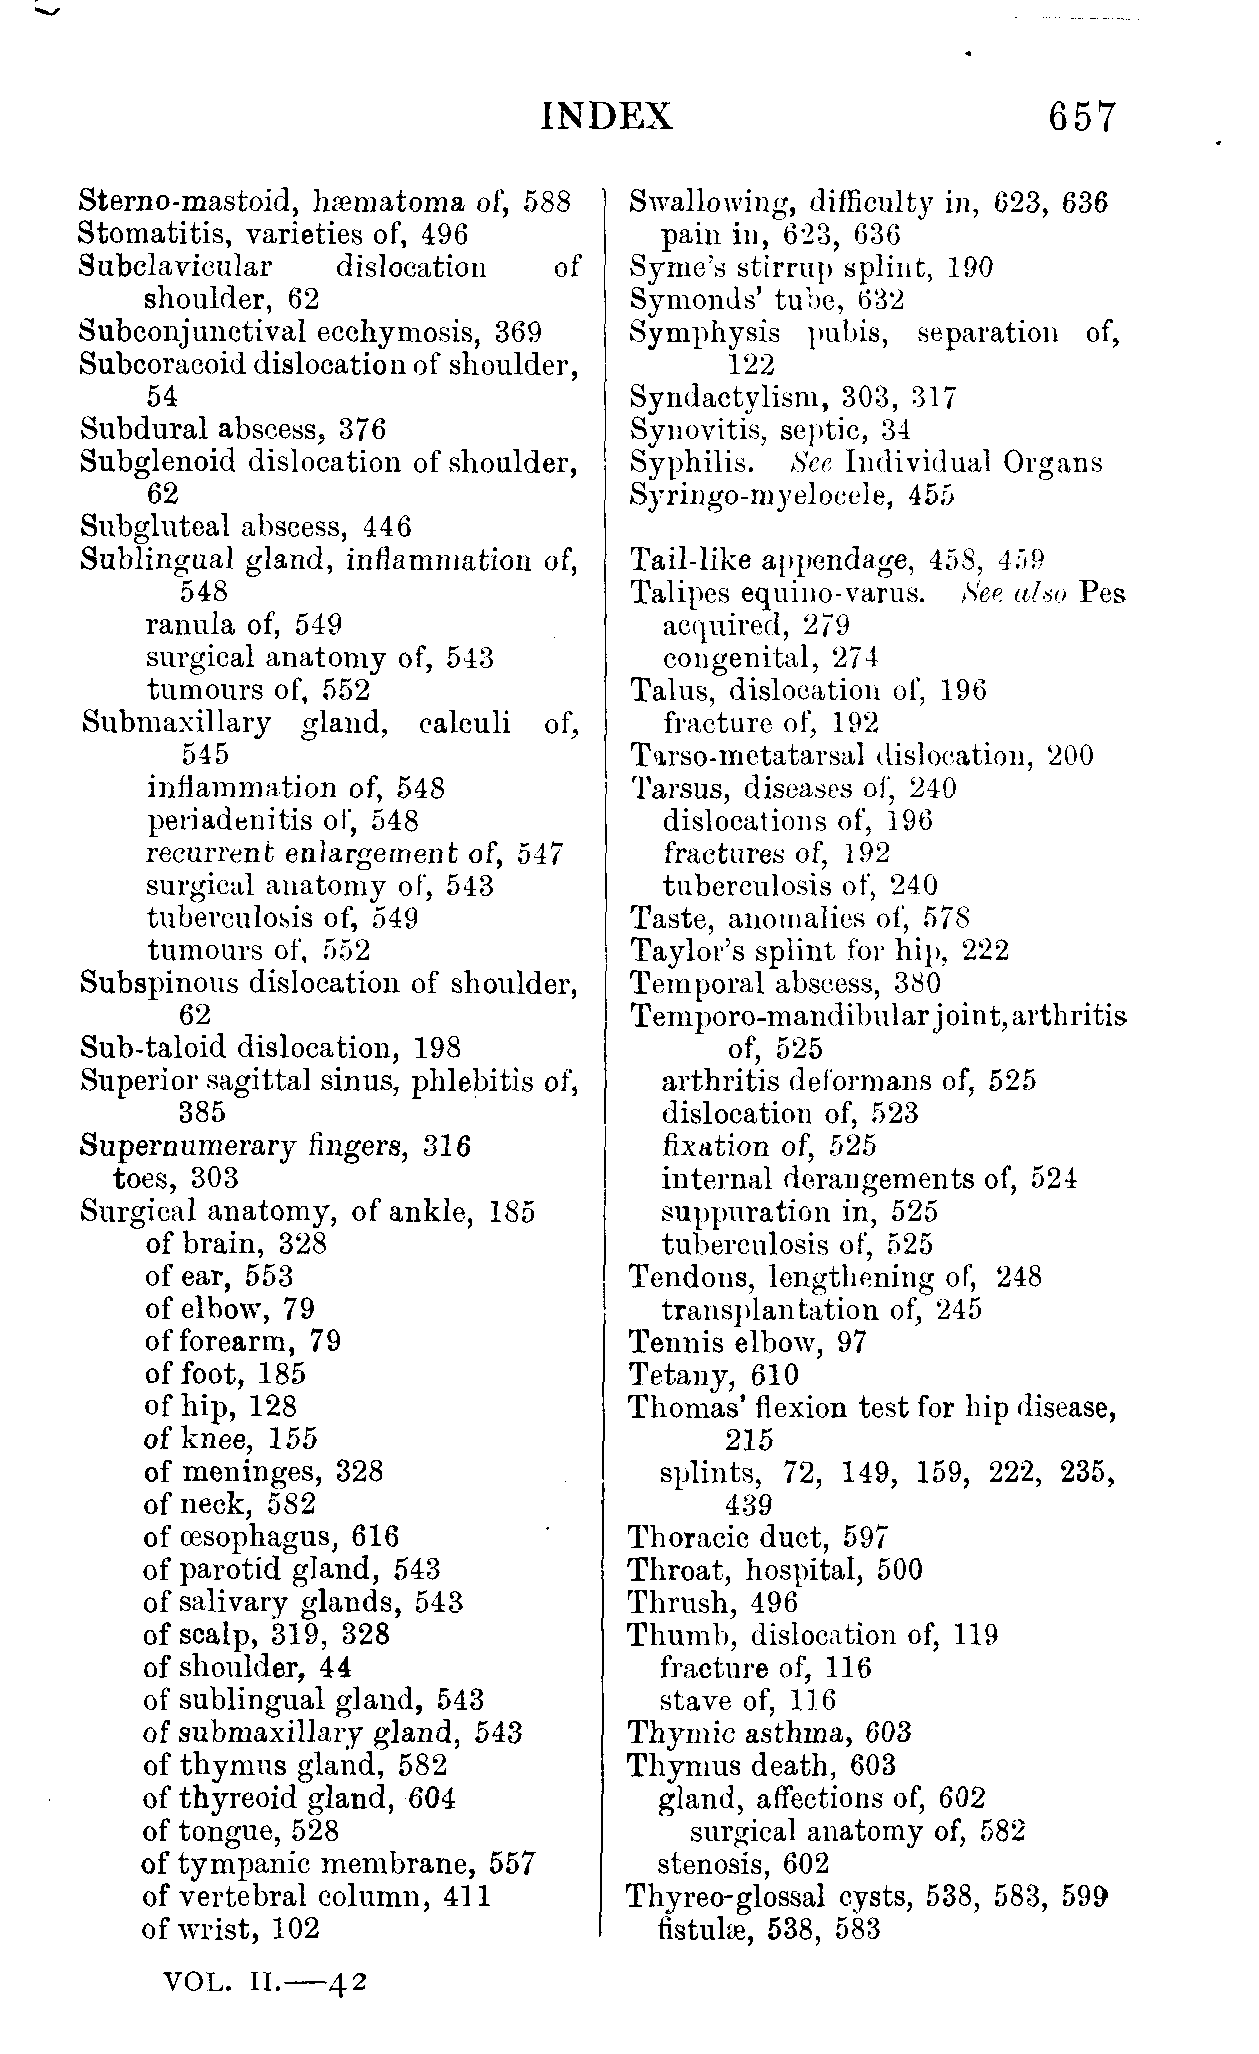 INDEX 657
Sterno-mastoid, hæmatoma of, 588
Stomatitis, varieties of, 496
Subclavicular dislocation of
shoulder, 62
Subconjunctival ecchymosis, 369
Subcoracoid dislocation of shoulder,
54
Subdural abscess, 376
Subglenoid dislocation of shoulder,
62
Subgluteal abscess, 446
Sublingual gland, inflammation of,
548
ranula of, 549
surgical anatomy of, 543
tumours of, 552
Submaxillary gland, calculi of,
545
inflammation of, 548
periadenitis of, 548
recurrent enlargement of, 547
surgical anatomy of, 543
tuberculosis of, 549
tumours of, 552
Subspinous dislocation of shoulder,
62
Sub-taloid dislocation, 198
Superior sagittal sinus, phlebitis of,
385
Supernumerary fingers, 316
toes, 303
Surgical anatomy, of ankle, 185
of brain, 328
of ear, 553
of elbow, 79
of forearm, 79
of foot, 185
of hip, 128
of knee, 155
of meninges, 328
of neck, 582
of œsophagus, 616
of parotid gland, 543
of salivary glands, 543
of scalp, 319, 328
of shoulder, 44
of sublingual gland, 543
of submaxillary gland, 543
of thymus gland, 582
of thyreoid gland, 604
of tongue, 528
of tympanic membrane, 557
of vertebral column, 411
of wrist, 102
Swallowing, difficulty in, 623, 636
pain in, 623, 636
Syme's stirrup splint, 190
Symonds' tube, 632
Symphysis pubis, separation of,
122
Syndactylism, 303, 317
Synovitis, septic, 34
Syphilis. See Individual Organs
Syringo-myelocele, 455
Tail-like appendage, 458, 459
Talipes equino-varus. See also Pes
acquired, 279
congenital, 274
Talus, dislocation of, 196
fracture of, 192
Tarso-metatarsal dislocation, 200
Tarsus, diseases of, 240
dislocations of, 196
fractures of, 192
tuberculosis of, 240
Taste, anomalies of, 578
Taylor's splint for hip, 222
Temporal abscess, 380
Temporo-mandibular joint, arthritis
of, 525
arthritis deformans of, 525
dislocation of, 523
fixation of, 525
internal derangements of, 524
suppuration in, 525
tuberculosis of, 525
Tendons, lengthening of, 248
transplantation of, 245
Tennis elbow, 97
Tetany, 610
Thomas' flexion test for hip disease,
215
splints, 72, 149, 159, 222, 235,
439
Thoracic duct, 597
Throat, hospital, 500
Thrush, 496
Thumb, dislocation of, 119
fracture of, 116
stave of, 116
Thymic asthma, 603
Thymus death, 603
gland, affections of, 602
surgical anatomy of, 582
stenosis, 602
Thyreo-glossal cysts, 538, 583, 599
fistulæ, 538, 583
VOL. II.—42